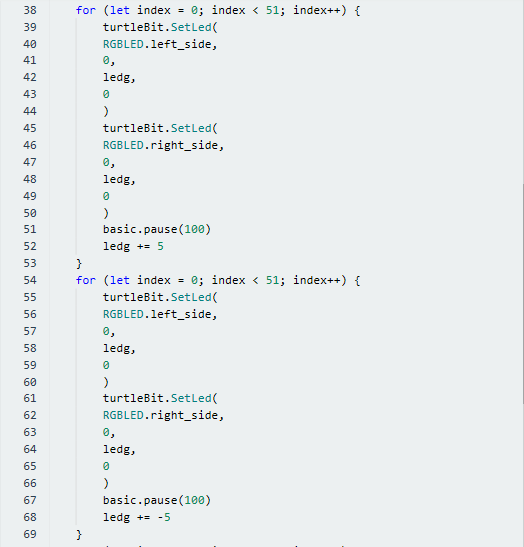 38 for (let index = 0; index < 51; index++) {
39 turtleBit.SetLed(
40 RGBLED.left_side,
41 0,
42 ledg,
43 0
44 )
45 turtleBit.SetLed(
46 RGBLED.right_side,
47 0,
48 ledg,
49 0
50 )
51 basic.pause(100)
52 ledg += 5
53 }
54 for (let index = 0; index < 51; index++) {
55 turtleBit.SetLed(
56 RGBLED.left_side,
57 0,
58 ledg,
59 0
60 )
61 turtleBit.SetLed(
62 RGBLED.right_side,
63 0,
64 ledg,
65 0
66 )
67 basic.pause(100)
68 ledg += -5
69 }